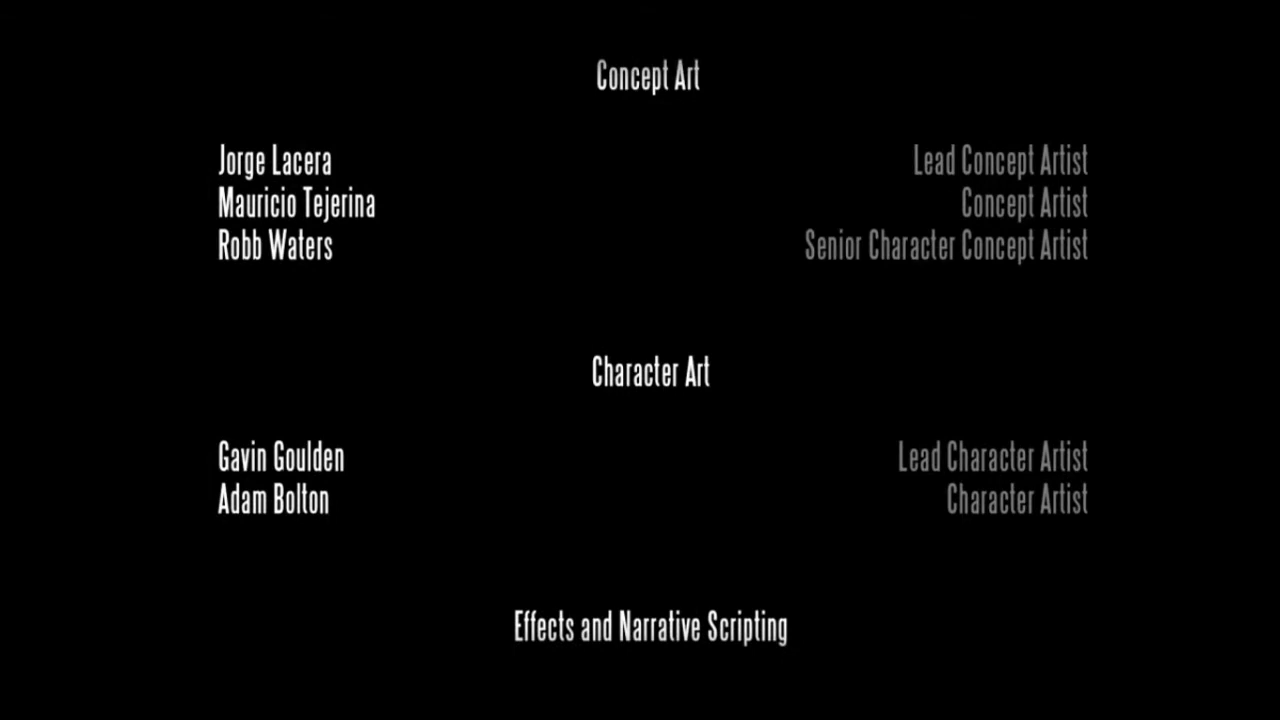 Concept Art
Jorge Lacera Lead Concept Artist
Mauricio Tejerina Concept Artist
Robb Waters Senior Character Concept Artist
Character Art
Gavin Goulden Lead Character Artist
Adam Bolton Character Artist
Effects and Narrative Scripting